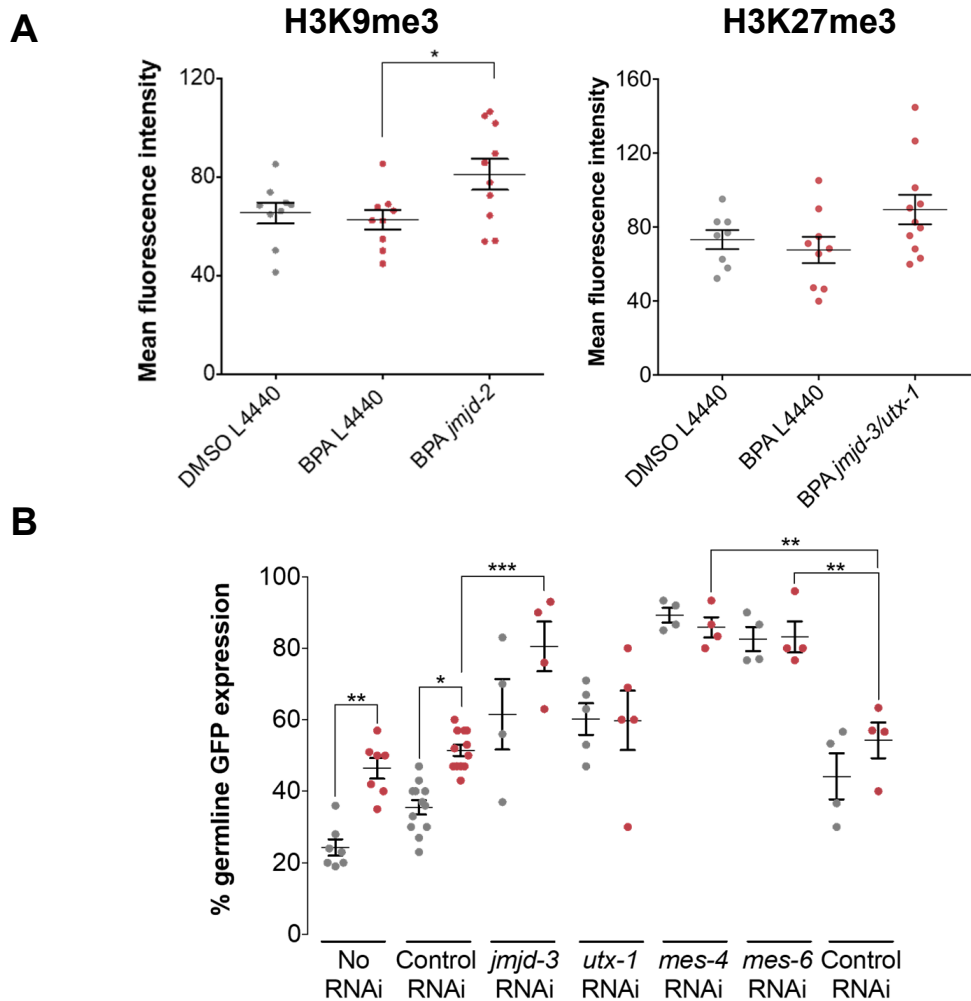 A
H3K9me3
H3K27me3
Mean fluorescence intensity
120
80
40
0
*
DMSO L4440
BPA L4440
BPA jmjd-2
Mean fluorescence intensity
160
120
80
40
0
DMSO L4440
BPA L4440
BPA jmjd-3/utx-1
B
% germline GFP expression
100
80
60
40
20
0
**
*
***
**
**
No
RNAi
Control
RNAi
jmjd-3
RNAi
utx-1
RNAi
mes-4
RNAi
mes-6
RNAi
Control
RNAi